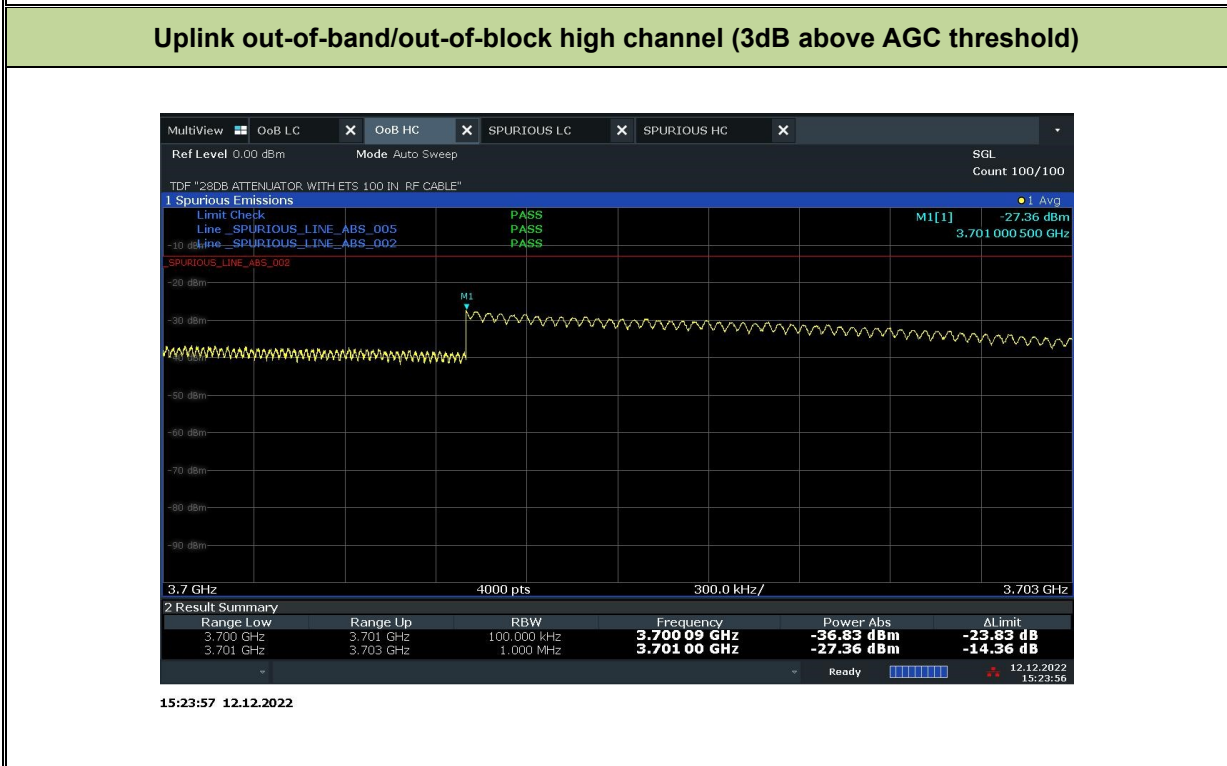 Uplink out-of-band/out-of-block high channel (3dB above AGC threshold)
MultiView OoB LC X OoB HC X SPURIOUS LC X SPURIOUS HC X
Ref Level 0.00 dBm Mode Auto Sweep SGL
Count 100/100
TDF "28DB ATTENUATOR WITH ETS 100 IN RF CABLE"
1 Spurious Emissions 1 Avg
Limit Check PASS M1[1] -27.36 dBm
Line _SPURIOUS_LINE_ABS_005 PASS 3.701 000 500 GHz
-10 dBm Line _SPURIOUS_LINE_ABS_002 PASS
_SPURIOUS_LINE_ABS_002
-20 dBm
M1
-30 dBm
-40 dBm
-50 dBm
-60 dBm
-70 dBm
-80 dBm
-90 dBm
3.7 GHz 4000 pts 300.0 kHz/ 3.703 GHz
2 Result Summary
Range Low Range Up RBW Frequency Power Abs ΔLimit
3.700 GHz 3.701 GHz 100.000 kHz 3.700 09 GHz -36.83 dBm -23.83 dB
3.701 GHz 3.703 GHz 1.000 MHz 3.701 00 GHz -27.36 dBm -14.36 dB
Ready 12.12.2022
15:23:56
15:23:57 12.12.2022